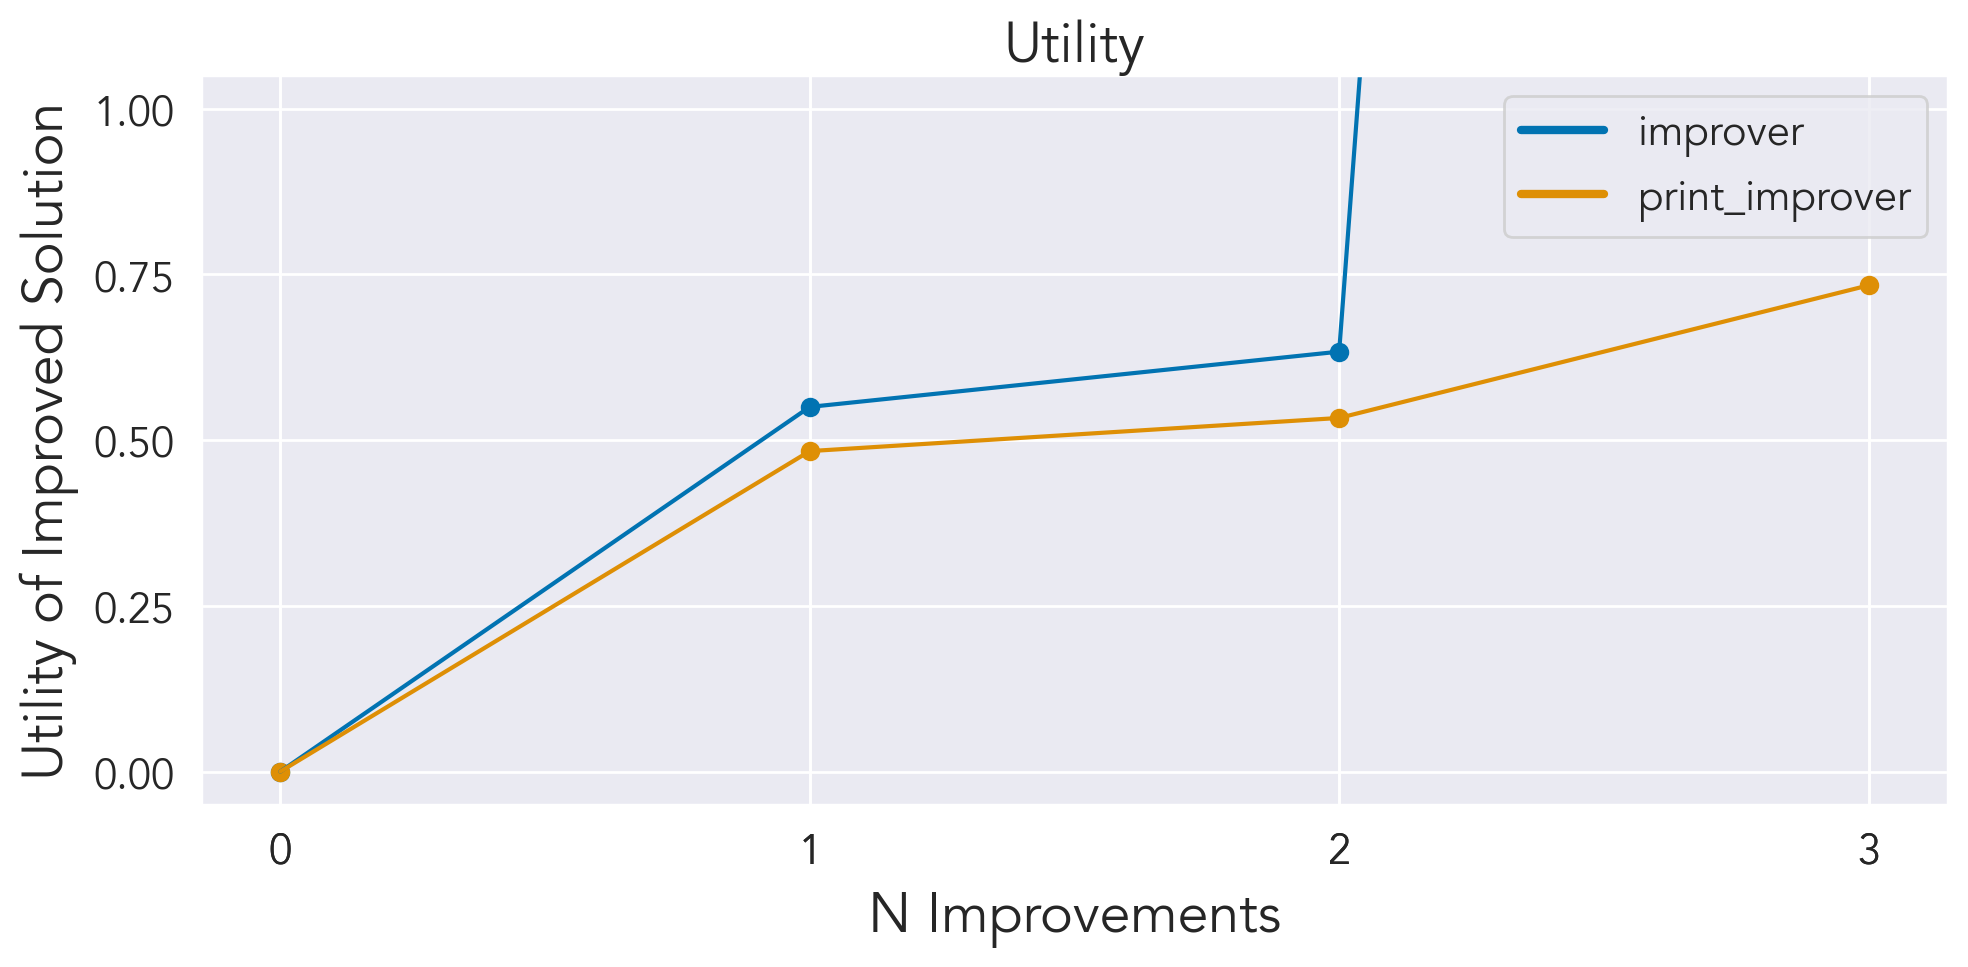 Utility
Utility of Improved Solution
1.00
0.75
0.50
0.25
0.00
improver
print_improver
0 1 2 3
N Improvements